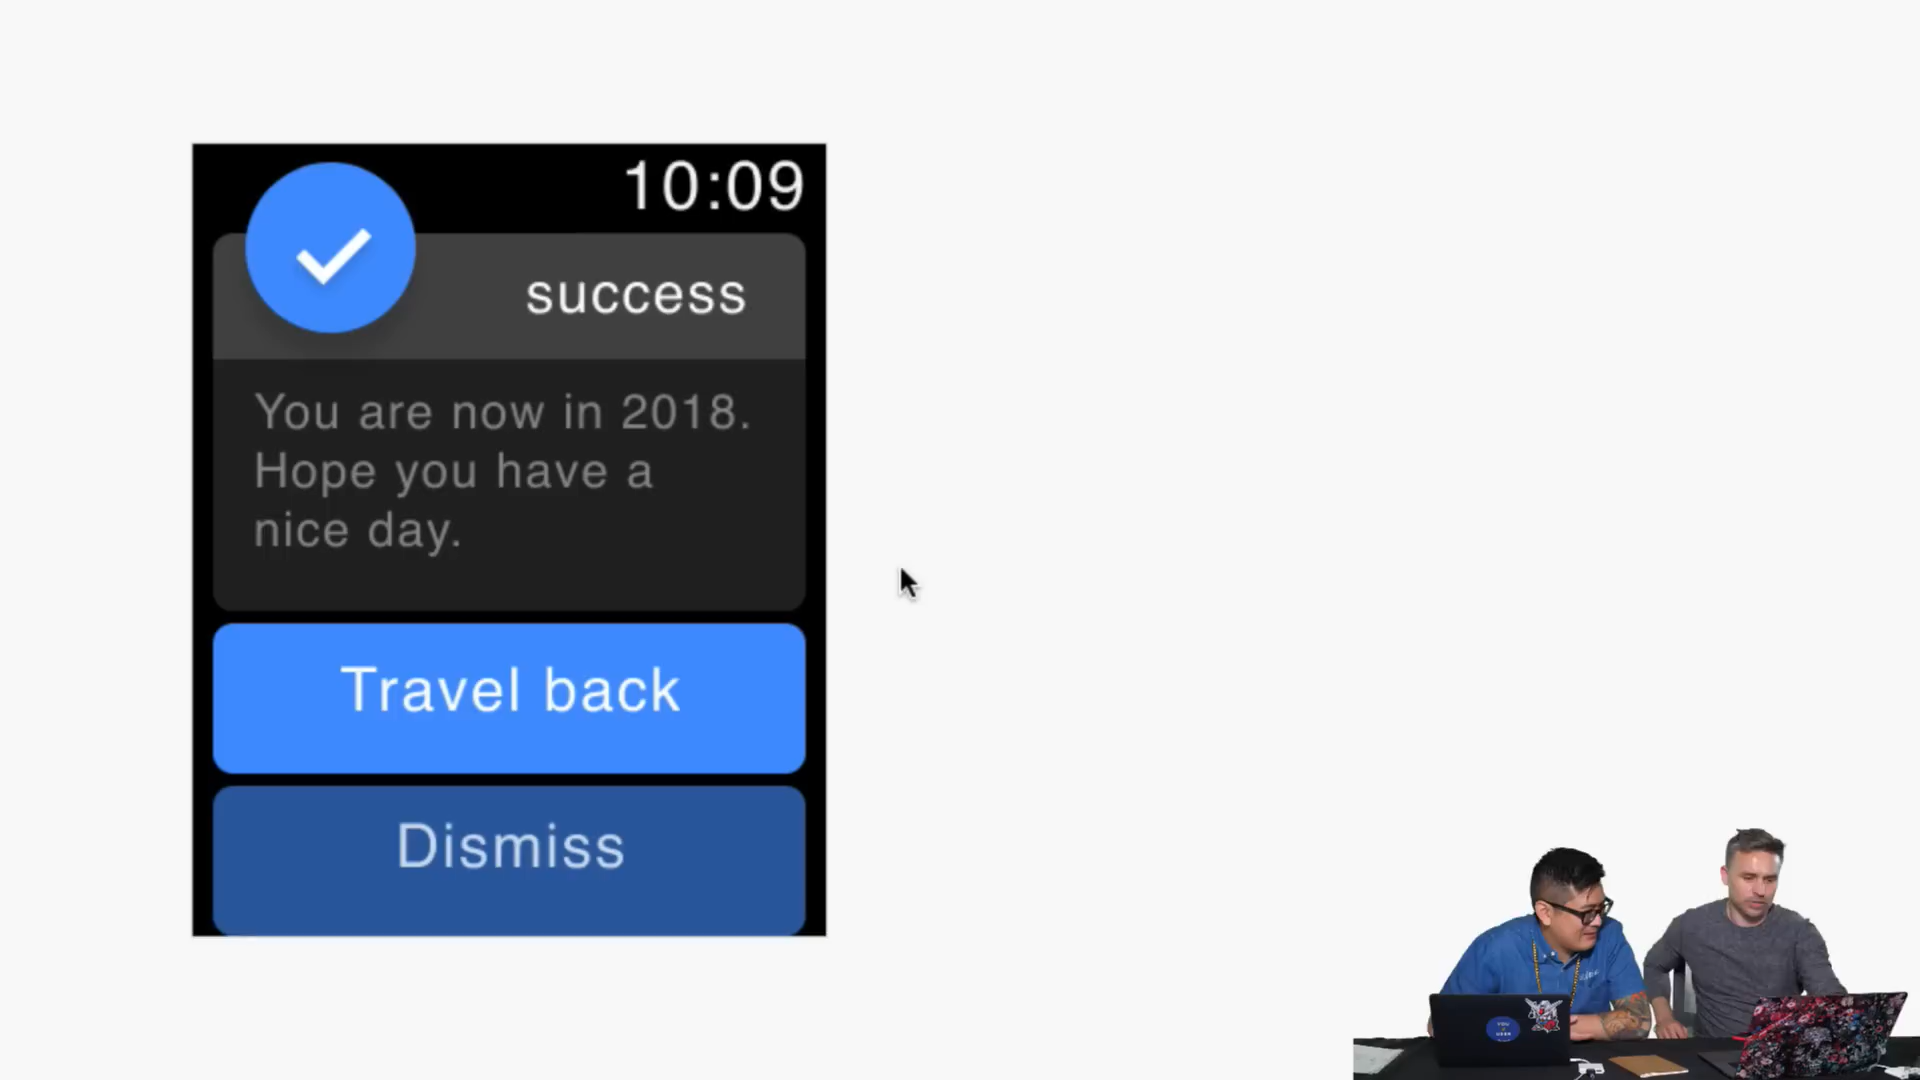 10:09
success
You are now in 2018.
Hope you have a
nice day.
Travel back
Dismiss